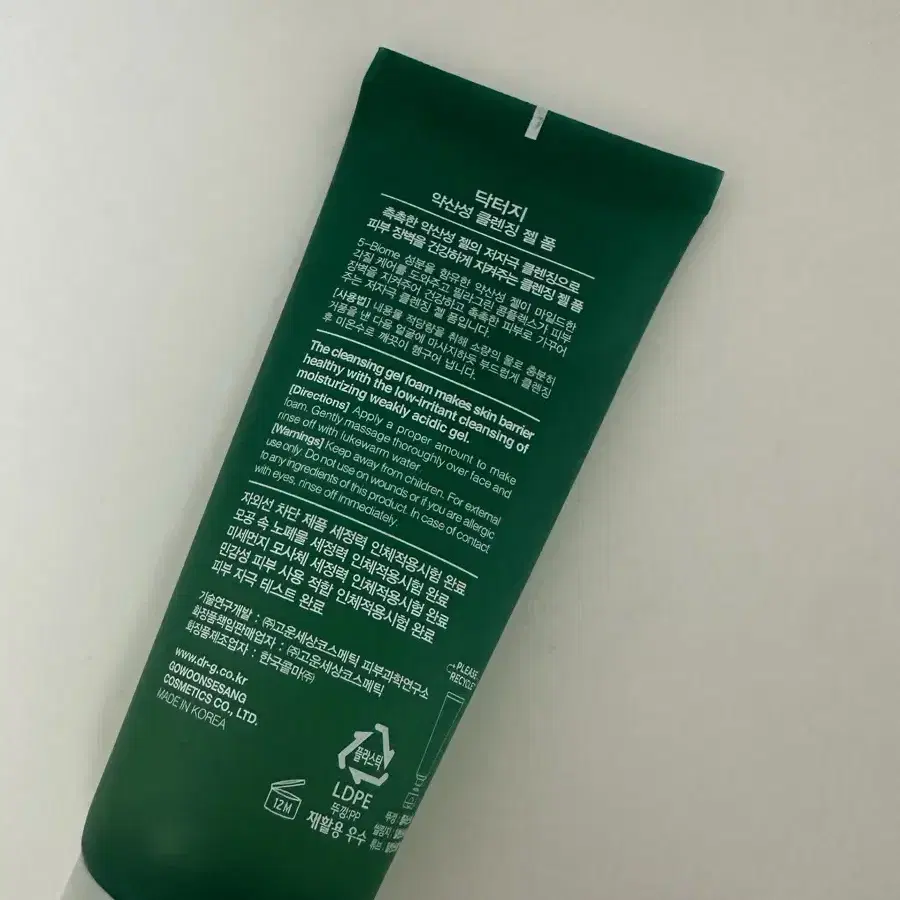 닥터지
약산성 클렌징 젤 폼
촉촉한 약산성 젤의 저자극 클렌징으로
피부 장벽을 건강하게 지켜주는 클렌징 젤 폼
5-Biome 성분을 함유한 약산성 젤이 마일드한
각질 케어를 도와주고 필라그린 콤플렉스가 피부
장벽을 지켜주어 건강하고 촉촉한 피부로 가꾸어
주는 저자극 클렌징 젤 폼입니다.
[사용법] 내용물 적당량을 취해 소량의 물로 충분히
거품을 낸 다음 얼굴에 마사지하듯 부드럽게 클렌징
후 미온수로 깨끗이 헹구어 냅니다.
The cleansing gel foam makes skin barrier
healthy with the low-irritant cleansing of
moisturizing weakly acidic gel.
[Directions] Apply a proper amount to make
foam. Gently massage thoroughly over face and
rinse off with lukewarm water.
[Warnings] Keep away from children. For external
use only. Do not use on wounds or if you are allergic
to any ingredients of this product. In case of contact
with eyes, rinse off immediately.
자외선 차단 제품 세정력 인체적용시험 완료
모공 속 노폐물 세정력 인체적용시험 완료
미세먼지 모사체 세정력 인체적용시험 완료
민감성 피부 사용 적합 인체적용시험 완료
피부 자극 테스트 완료
기술연구개발 : ㈜고운세상코스메틱 피부과학연구소
화장품책임판매업자 : ㈜고운세상코스메틱
화장품제조업자 : 한국콜마㈜
www.dr-g.co.kr
GOWOONSESANG
COSMETICS CO., LTD.
MADE IN KOREA
PLEASE
RECYCLE
플라스틱
LDPE
뚜껑:PP
재활용 우수
12M
뚜껑 :
씰링지 :
튜브 :